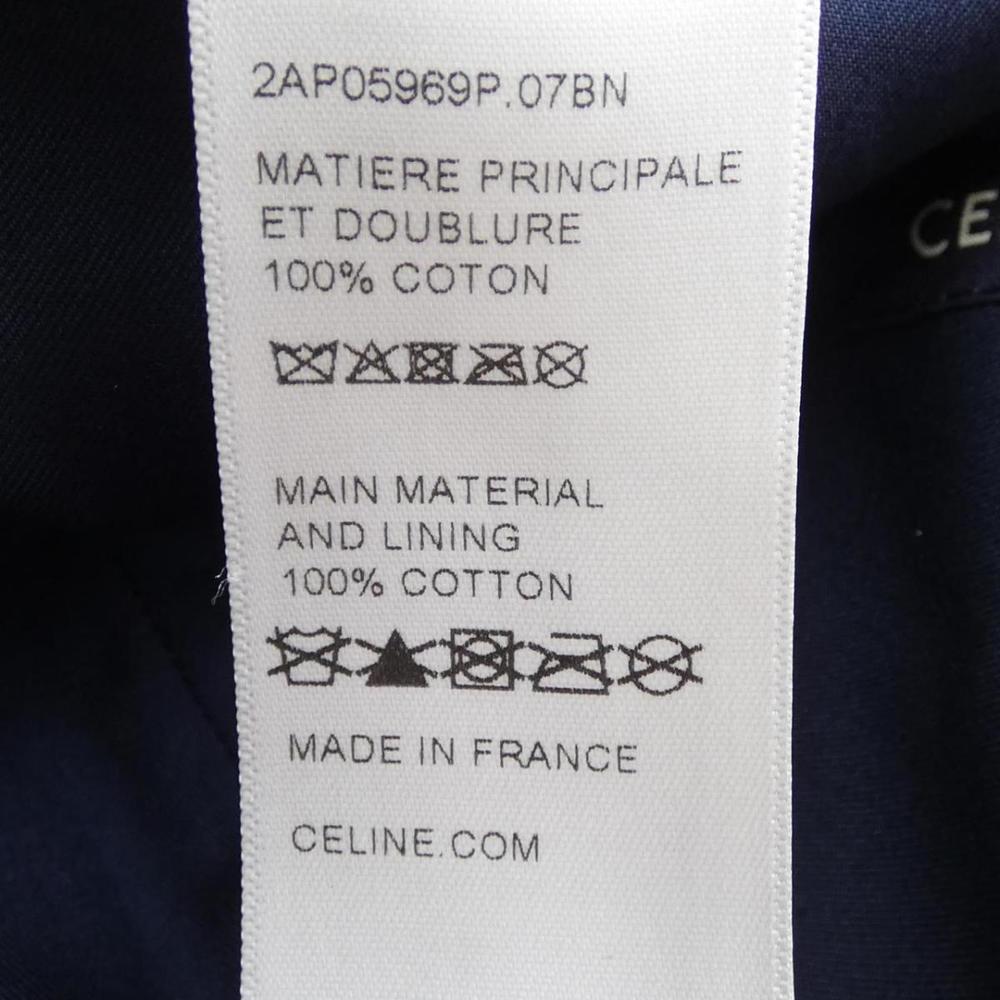 2AP05969P.07BN
MATIERE PRINCIPALE
ET DOUBLURE
100% COTON
MAIN MATERIAL
AND LINING
100% COTTON
MADE IN FRANCE
CELINE.COM
CE